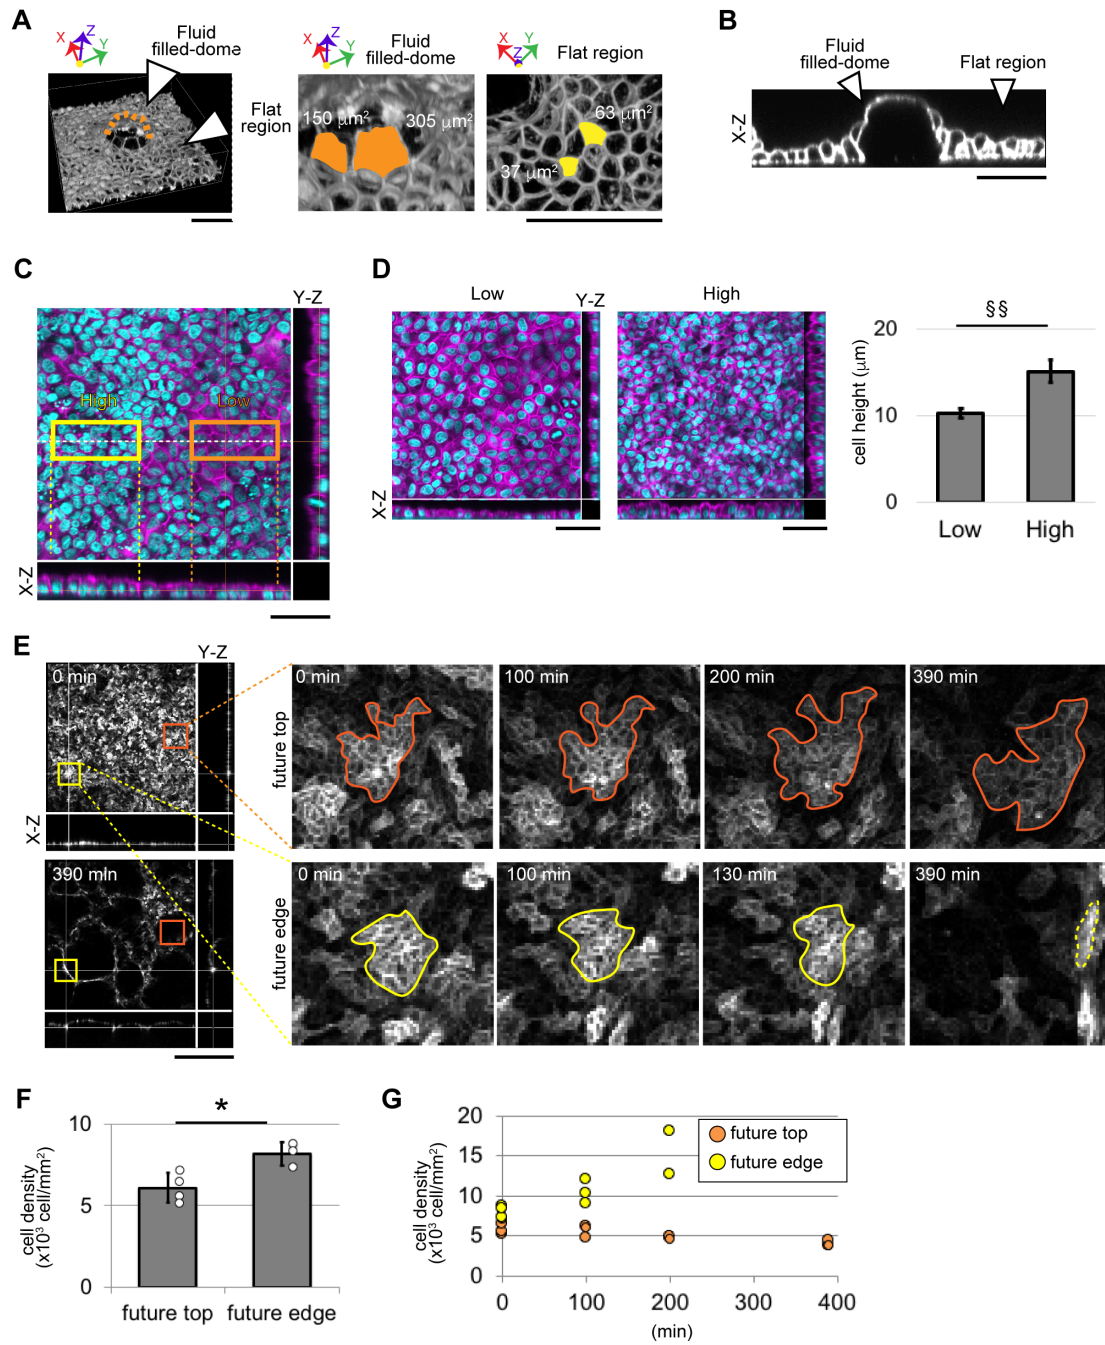 A
X
Z
Y
Fluid
filled-dome
Flat
region
X
Z
Y
Fluid
filled-dome
150 µm²
305 µm²
X
Y
Z
Flat region
63 µm²
37 µm²
B
Fluid
filled-dome
Flat region
X-Z
C
Y-Z
High
Low
X-Z
D
Low
Y-Z
High
X-Z
§§
cell height (µm)
20
10
0
Low
High
E
Y-Z
0 min
X-Z
390 min
future top
0 min
100 min
200 min
390 min
future edge
0 min
100 min
130 min
390 min
F
*
cell density
(x10³ cell/mm²)
10
5
0
future top
future edge
G
cell density
(x10³ cell/mm²)
20
15
10
5
0
future top
future edge
0
100
200
300
400
(min)